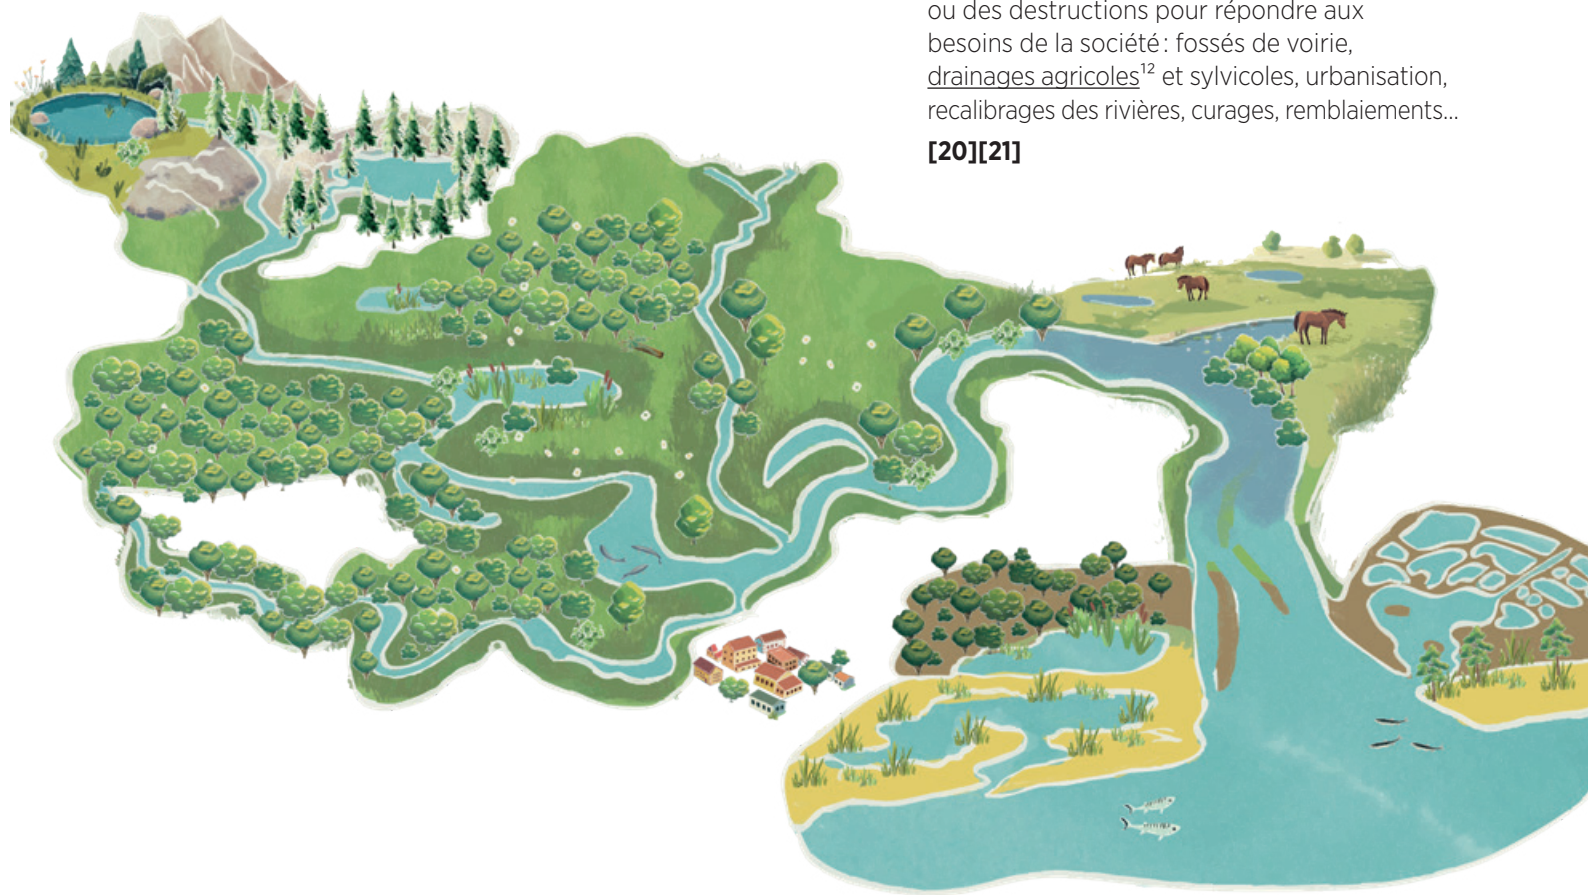 ou des destructions pour répondre aux
besoins de la société : fossés de voirie,
drainages agricoles¹² et sylvicoles, urbanisation,
recalibrages des rivières, curages, remblaiements…
[20][21]